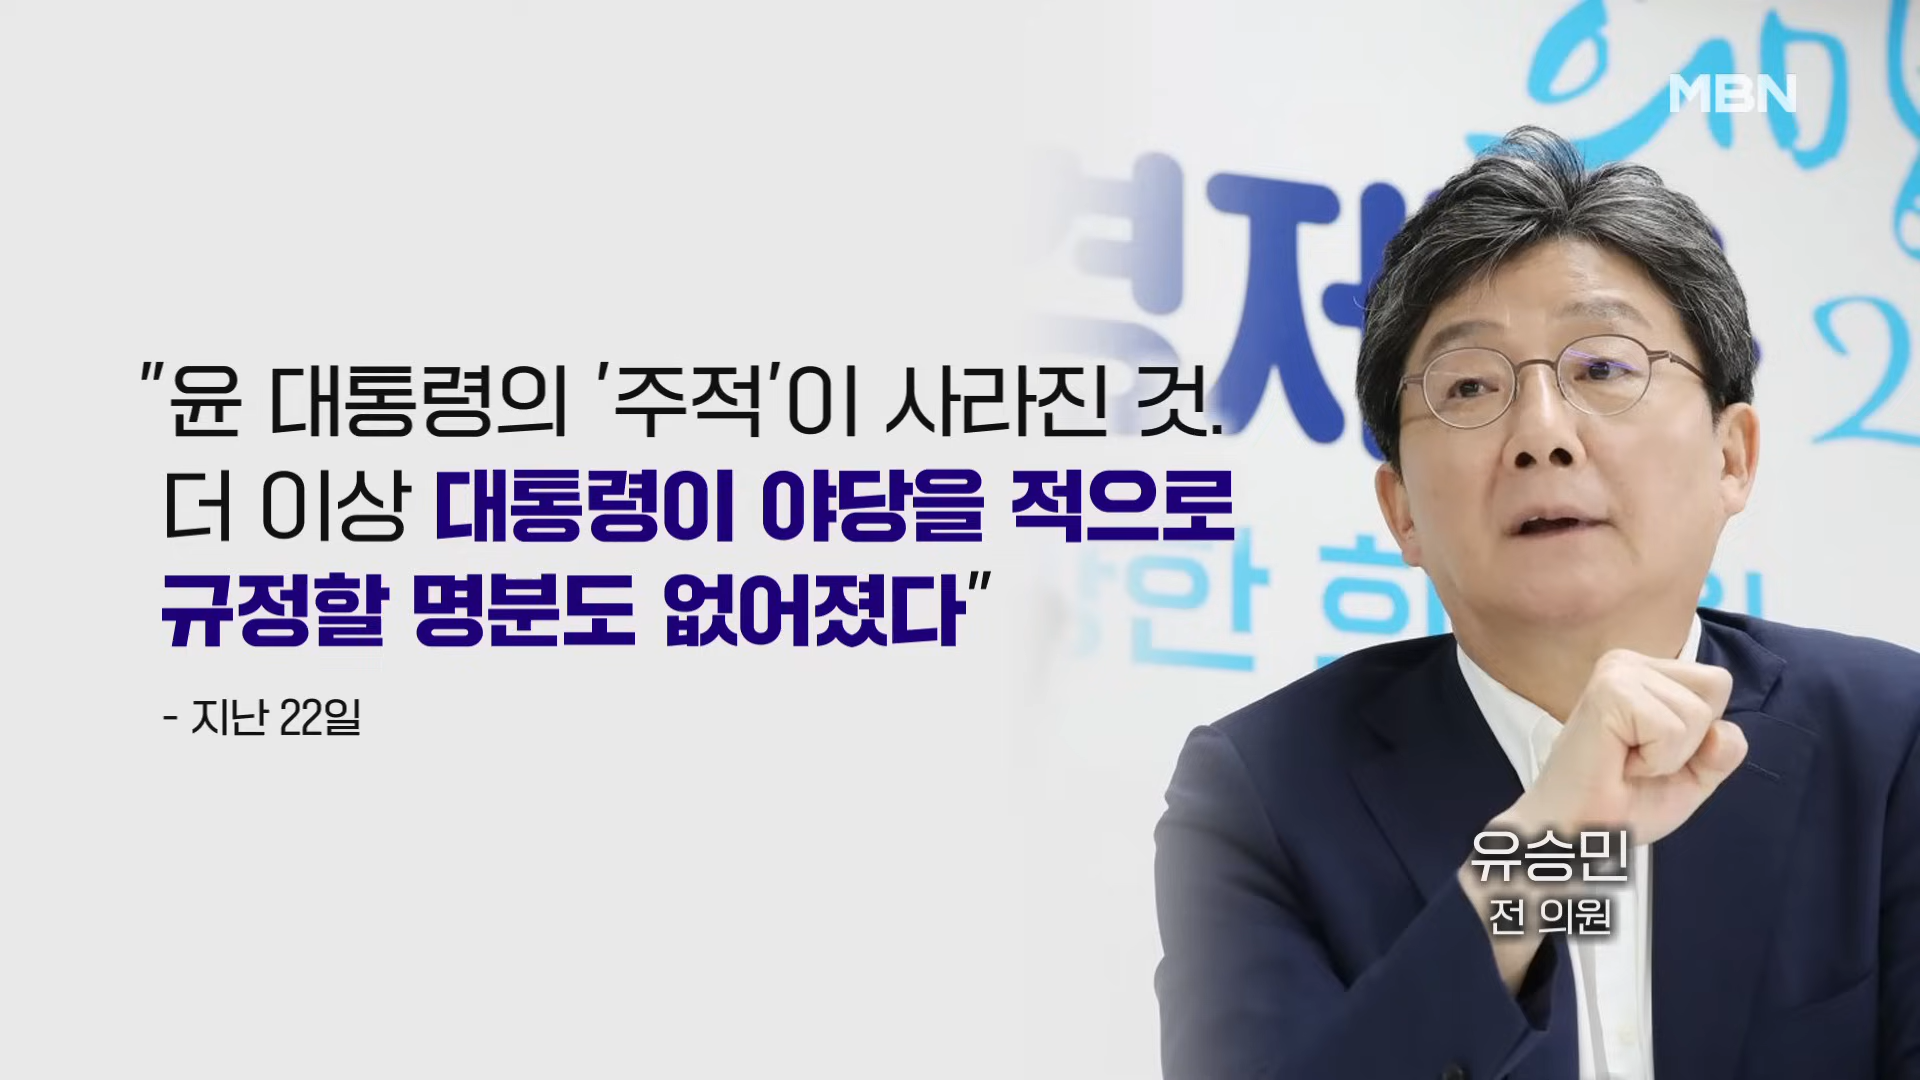 MBN
경제
"윤 대통령의 '주적'이 사라진 것.
더 이상 대통령이 야당을 적으로
규정할 명분도 없어졌다"
- 지난 22일
유승민
전 의원